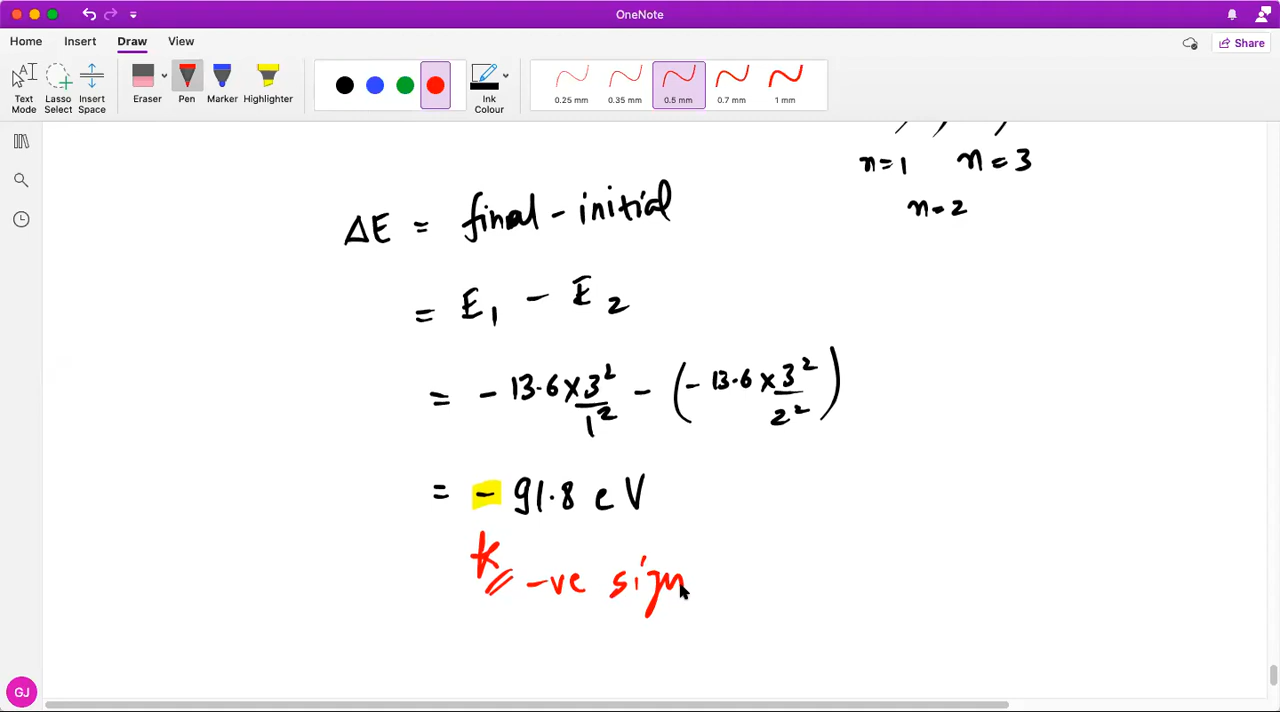 OneNote
Home Insert Draw View
Share
Text Mode
Lasso Select
Insert Space
Eraser
Pen
Marker
Highlighter
Ink Colour
0.25 mm
0.35 mm
0.5 mm
0.7 mm
1 mm
n=1 n=3
n=2
ΔE = final - initial
= E₁ - E₂
= - 13.6 × 3²/1² - (- 13.6 × 3²/2²)
= - 91.8 eV
-ve sign
GJ